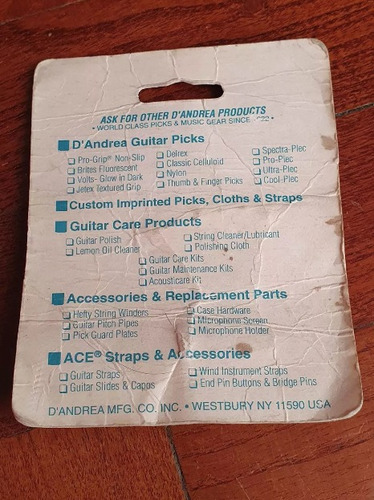 ASK FOR OTHER D'ANDREA PRODUCTS
• WORLD CLASS PICKS & MUSIC GEAR SINCE
D'Andrea Guitar Picks
Pro-Grip® Non-Slip
Brites Fluorescent
Volts- Glow in Dark
Jetex Textured Grip
Delrex
Classic Celluloid
Nylon
Thumb & Finger Picks
Spectra-Plec
Pro-Plec
Ultra-Plec
Cool-Plec
Custom Imprinted Picks, Cloths & Straps
Guitar Care Products
Guitar Polish
Lemon Oil Cleaner
String Cleaner/Lubricant
Polishing Cloth
Guitar Care Kits
Guitar Maintenance Kits
Acousticare Kit
Accessories & Replacement Parts
Hefty String Winders
Guitar Pitch Pipes
Pick Guard Plates
Case Hardware
Microphone Screen
Microphone Holder
ACE® Straps & Accessories
Guitar Straps
Guitar Slides & Capos
Wind Instrument Straps
End Pin Buttons & Bridge Pins
D'ANDREA MFG. CO. INC. • WESTBURY NY 11590 USA